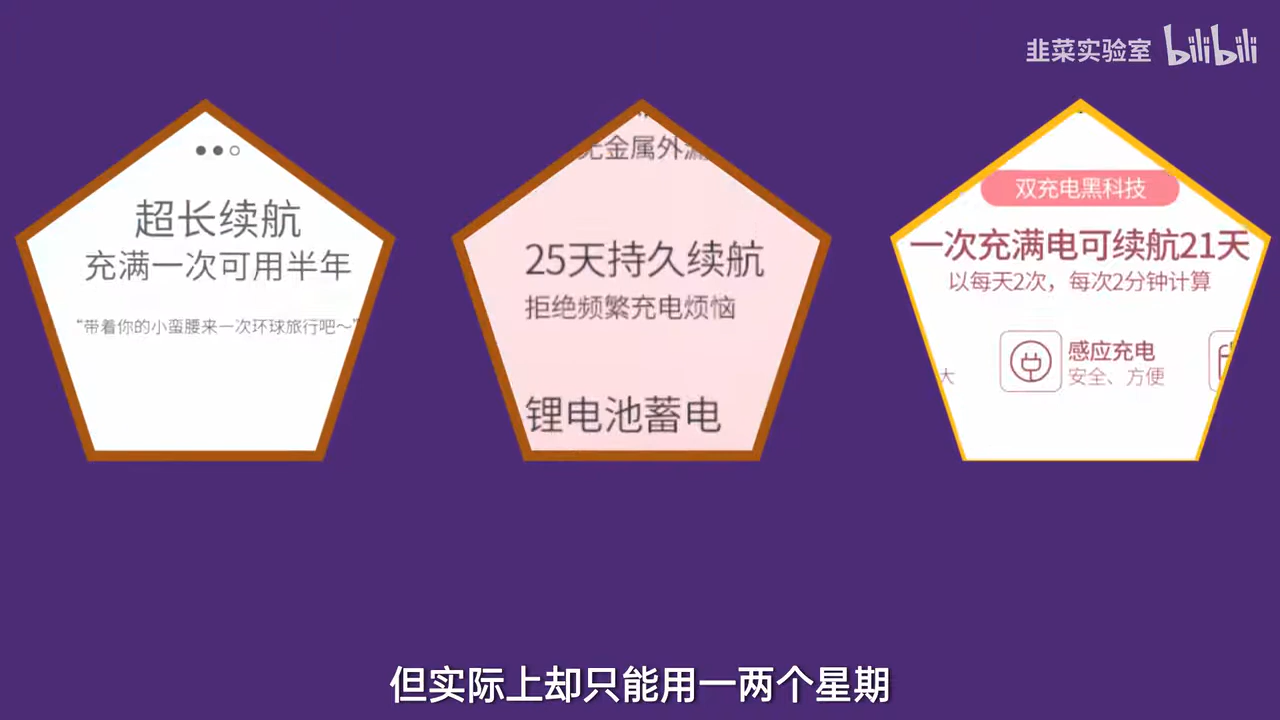 韭菜实验室 bilibili
超长续航
充满一次可用半年
“带着你的小蛮腰来一次环球旅行吧～”
无金属外漏
25天持久续航
拒绝频繁充电烦恼
锂电池蓄电
双充电黑科技
一次充满电可续航21天
以每天2次，每次2分钟计算
感应充电
安全、方便
大
但实际上却只能用一两个星期